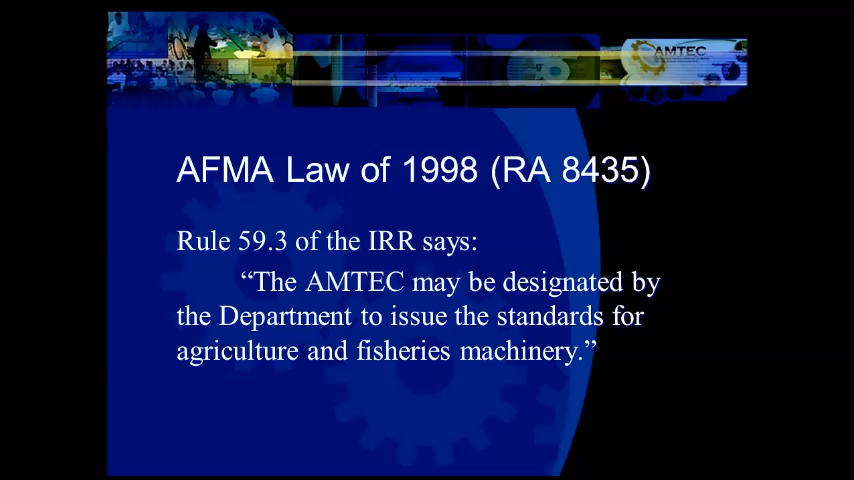 AMTEC
AFMA Law of 1998 (RA 8435)
Rule 59.3 of the IRR says:
“The AMTEC may be designated by
the Department to issue the standards for
agriculture and fisheries machinery.”